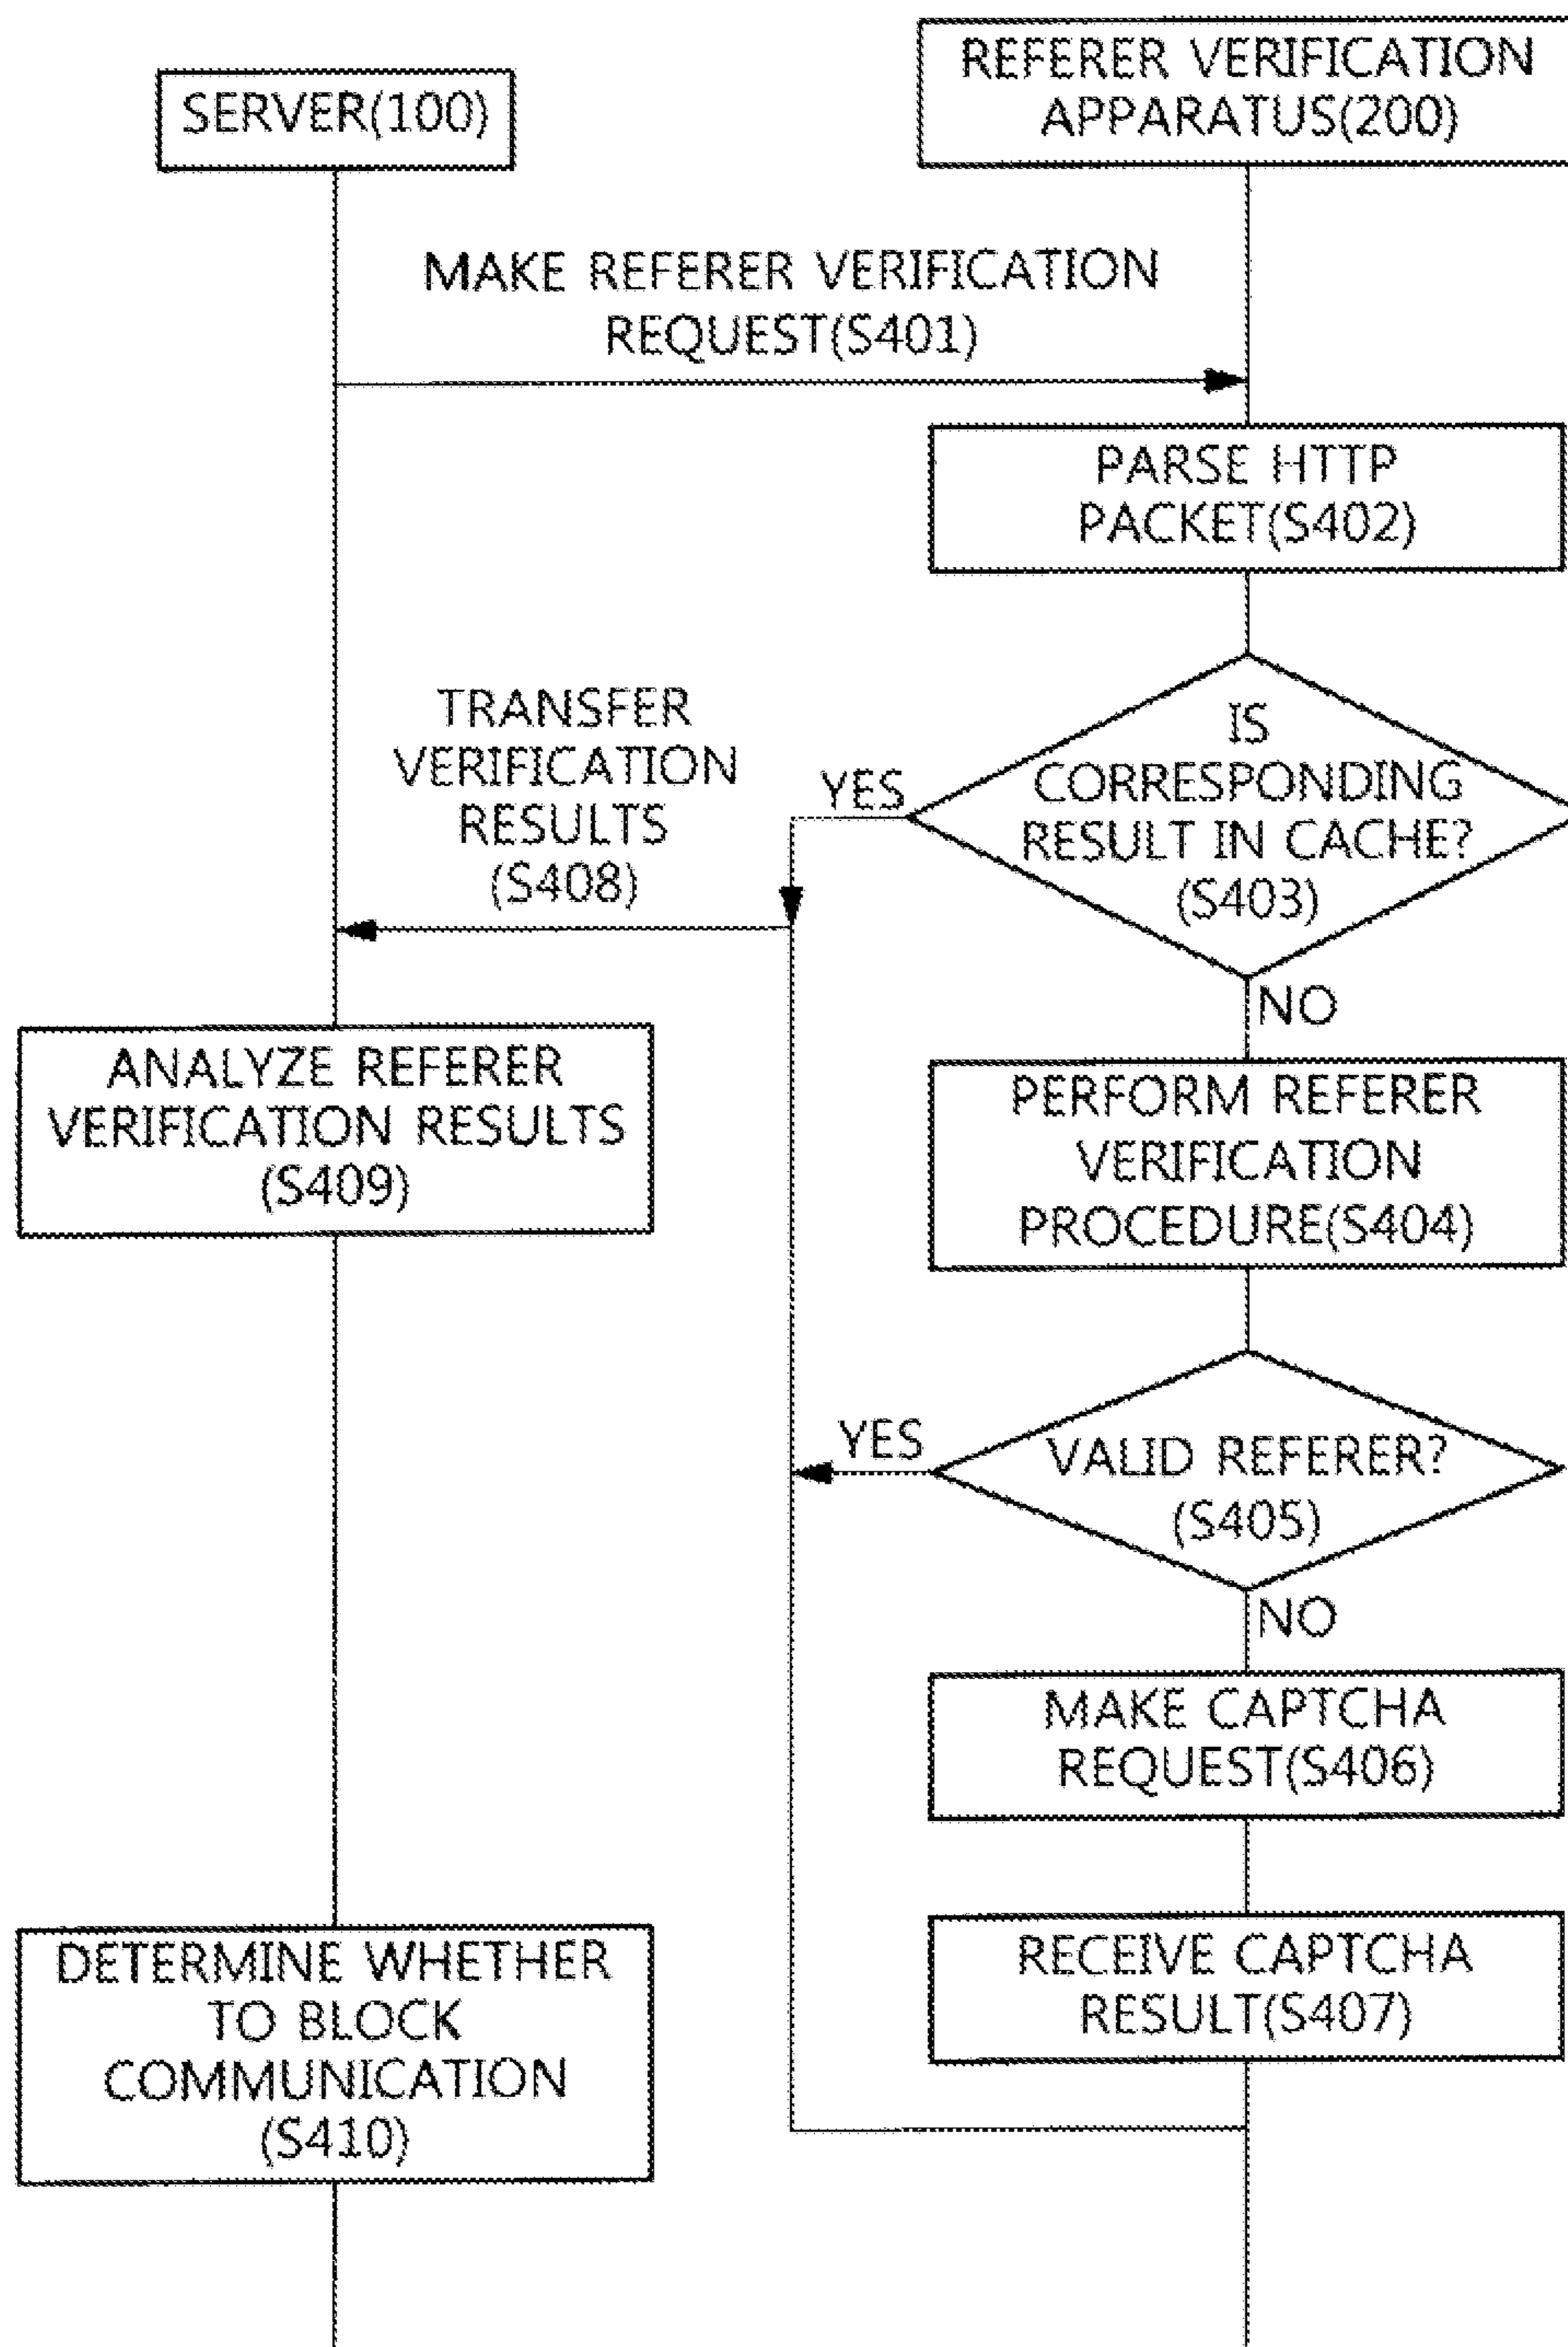 SERVER(100)
REFERER VERIFICATION
APPARATUS(200)
MAKE REFERER VERIFICATION
REQUEST(S401)
PARSE HTTP
PACKET(S402)
IS
CORRESPONDING
RESULT IN CACHE?
(S403)
YES
TRANSFER
VERIFICATION
RESULTS
(S408)
NO
ANALYZE REFERER
VERIFICATION RESULTS
(S409)
PERFORM REFERER
VERIFICATION
PROCEDURE(S404)
YES
VALID REFERER?
(S405)
NO
MAKE CAPTCHA
REQUEST(S406)
RECEIVE CAPTCHA
RESULT(S407)
DETERMINE WHETHER
TO BLOCK
COMMUNICATION
(S410)